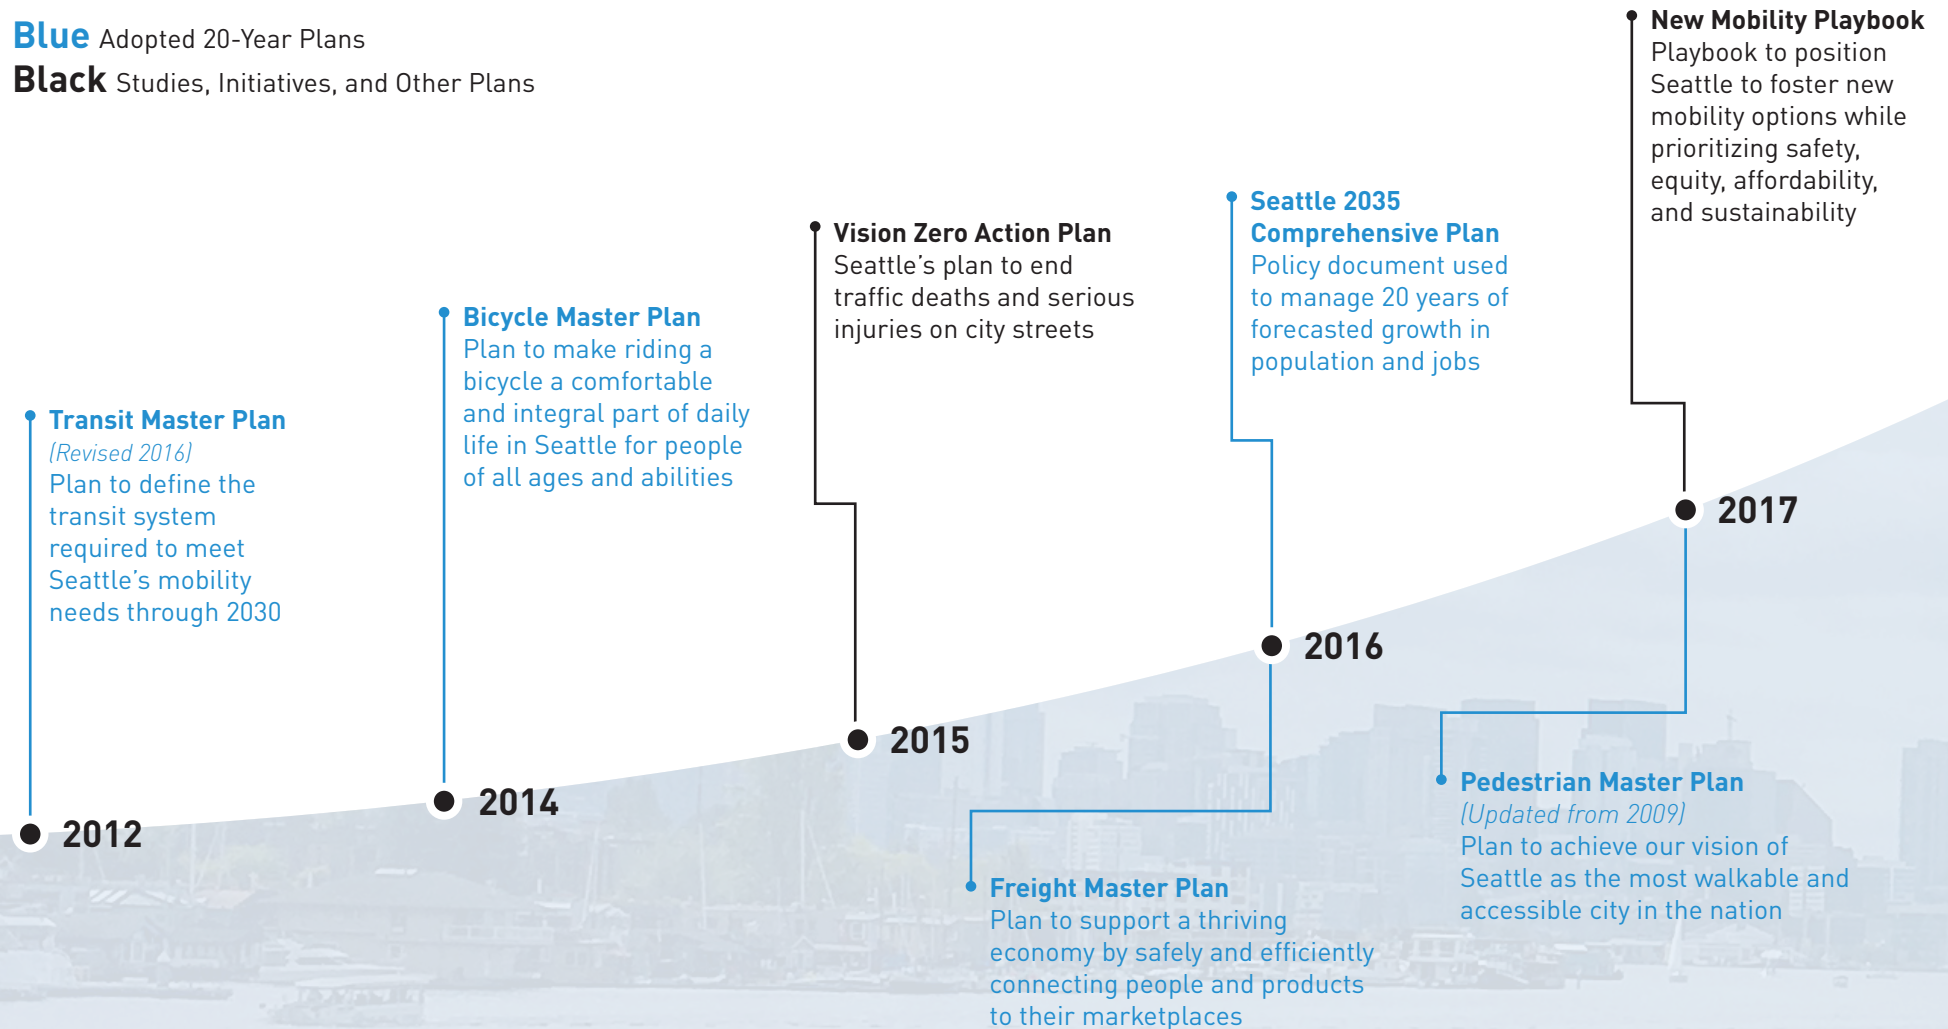 Blue Adopted 20-Year Plans
Black Studies, Initiatives, and Other Plans
Transit Master Plan
(Revised 2016)
Plan to define the
transit system
required to meet
Seattle's mobility
needs through 2030
2012
Bicycle Master Plan
Plan to make riding a
bicycle a comfortable
and integral part of daily
life in Seattle for people
of all ages and abilities
2014
Vision Zero Action Plan
Seattle's plan to end
traffic deaths and serious
injuries on city streets
2015
Seattle 2035
Comprehensive Plan
Policy document used
to manage 20 years of
forecasted growth in
population and jobs
2016
Freight Master Plan
Plan to support a thriving
economy by safely and efficiently
connecting people and products
to their marketplaces
New Mobility Playbook
Playbook to position
Seattle to foster new
mobility options while
prioritizing safety,
equity, affordability,
and sustainability
2017
Pedestrian Master Plan
(Updated from 2009)
Plan to achieve our vision of
Seattle as the most walkable and
accessible city in the nation